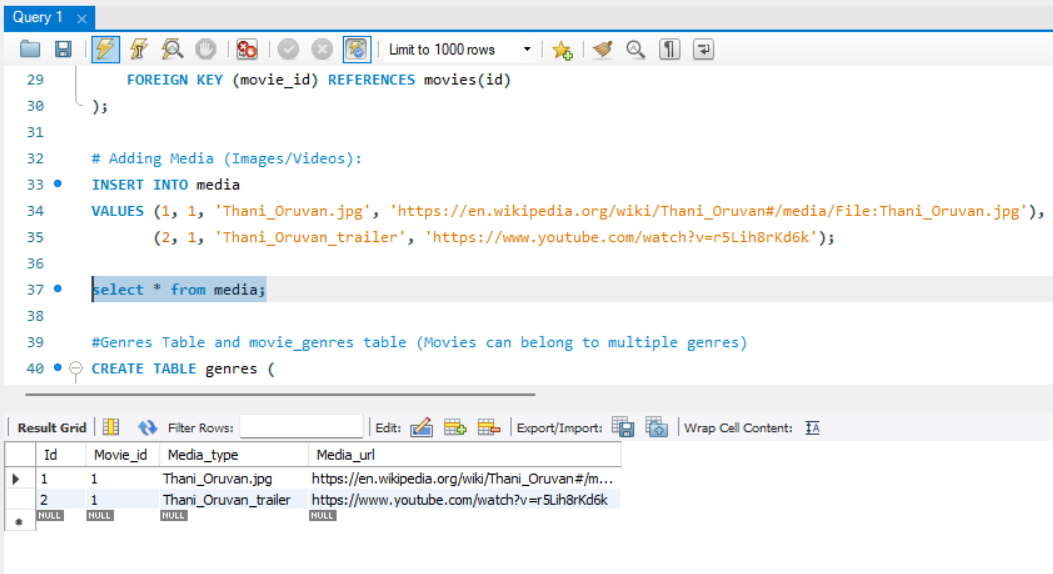 Query 1
Limit to 1000 rows
29 FOREIGN KEY (movie_id) REFERENCES movies(id)
30 );
31
32 # Adding Media (Images/Videos):
33 INSERT INTO media
34 VALUES (1, 1, 'Thani_Oruvan.jpg', 'https://en.wikipedia.org/wiki/Thani_Oruvan#/media/File:Thani_Oruvan.jpg'),
35 (2, 1, 'Thani_Oruvan_trailer', 'https://www.youtube.com/watch?v=r5Lih8rKd6k');
36
37 select * from media;
38
39 #Genres Table and movie_genres table (Movies can belong to multiple genres)
40 CREATE TABLE genres (
Result Grid Filter Rows: Edit: Export/Import: Wrap Cell Content: IA
Id Movie_id Media_type Media_url
1 1 Thani_Oruvan.jpg https://en.wikipedia.org/wiki/Thani_Oruvan#/m...
2 1 Thani_Oruvan_trailer https://www.youtube.com/watch?v=r5Lih8rKd6k
NULL NULL NULL NULL